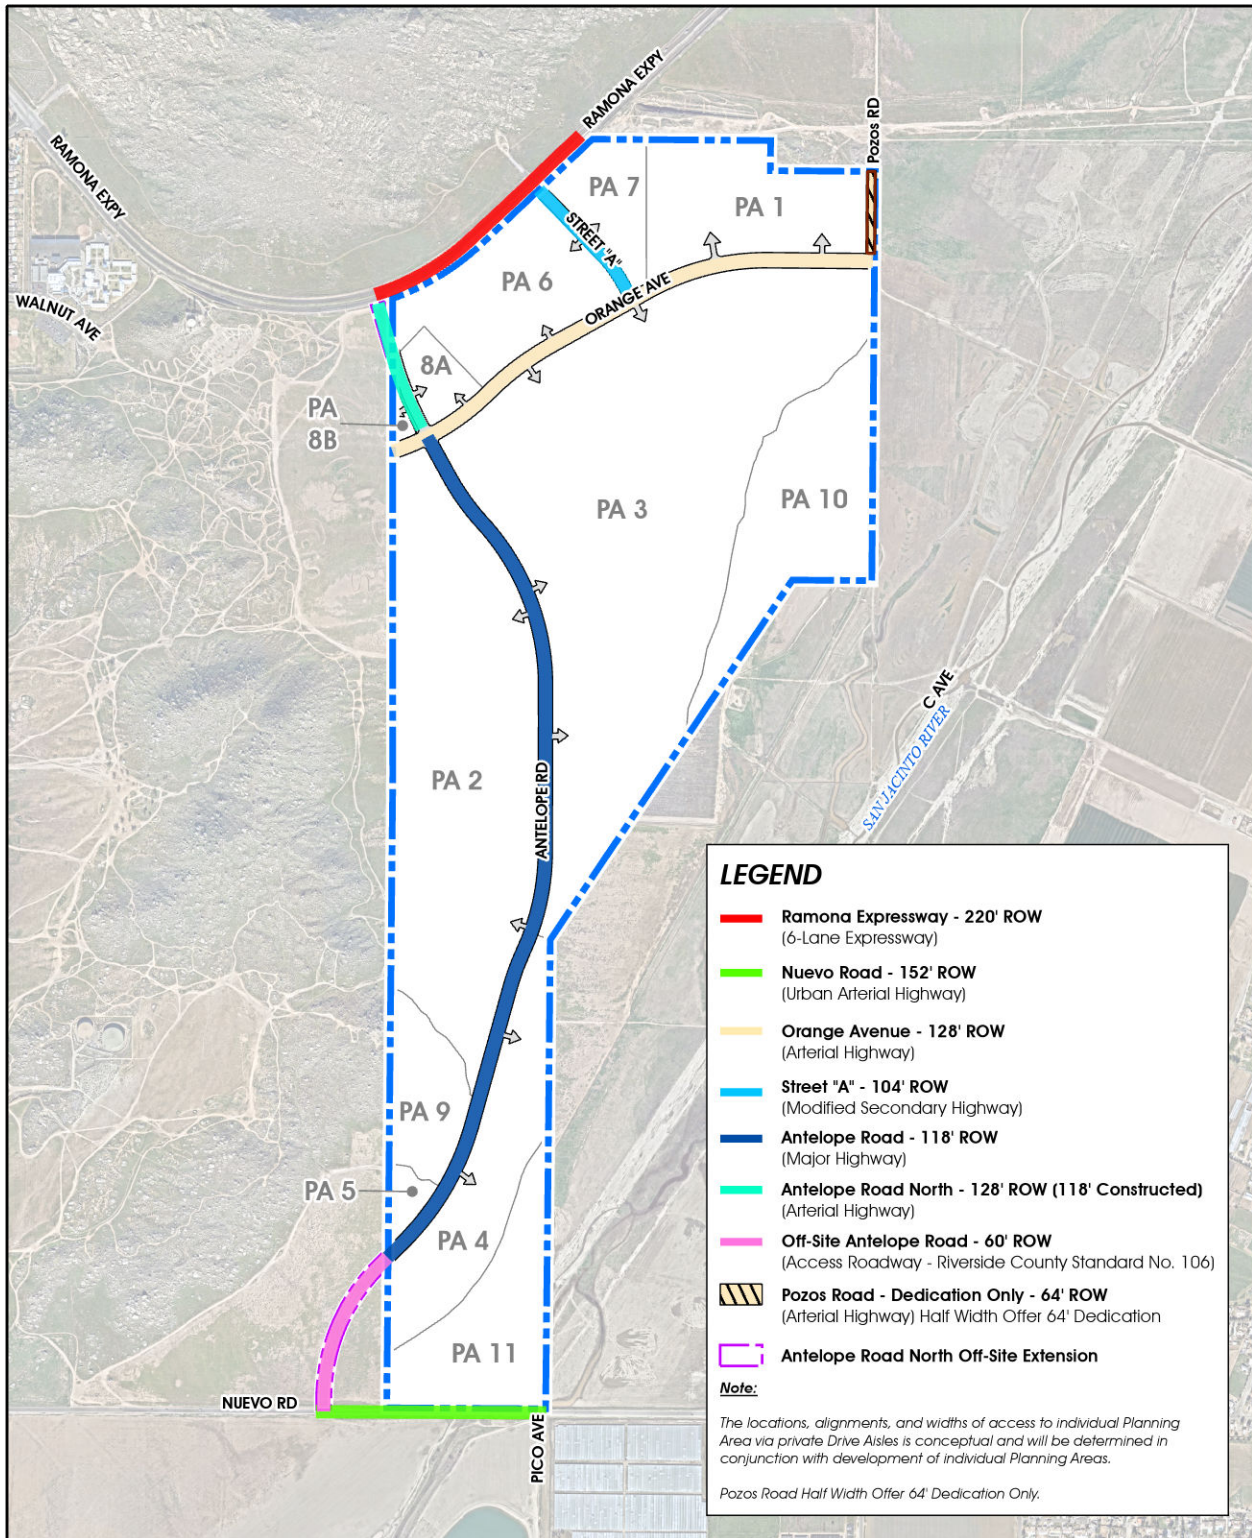 RAMONA EXPY
Pozos RD
RAMONA EXPY
PA 7
PA 1
STREET "A"
PA 6
ORANGE AVE
WALNUT AVE
8A
PA
8B
PA 3
PA 10
C AVE
SAN JACINTO RIVER
PA 2
ANTELOPE RD
PA 9
PA 5
PA 4
PA 11
NUEVO RD
PICO AVE
LEGEND
Ramona Expressway - 220' ROW
(6-Lane Expressway)
Nuevo Road - 152' ROW
(Urban Arterial Highway)
Orange Avenue - 128' ROW
(Arterial Highway)
Street "A" - 104' ROW
(Modified Secondary Highway)
Antelope Road - 118' ROW
(Major Highway)
Antelope Road North - 128' ROW (118' Constructed)
(Arterial Highway)
Off-Site Antelope Road - 60' ROW
(Access Roadway - Riverside County Standard No. 106)
Pozos Road - Dedication Only - 64' ROW
(Arterial Highway) Half Width Offer 64' Dedication
Antelope Road North Off-Site Extension
Note:
The locations, alignments, and widths of access to individual Planning
Area via private Drive Aisles is conceptual and will be determined in
conjunction with development of individual Planning Areas.
Pozos Road Half Width Offer 64' Dedication Only.